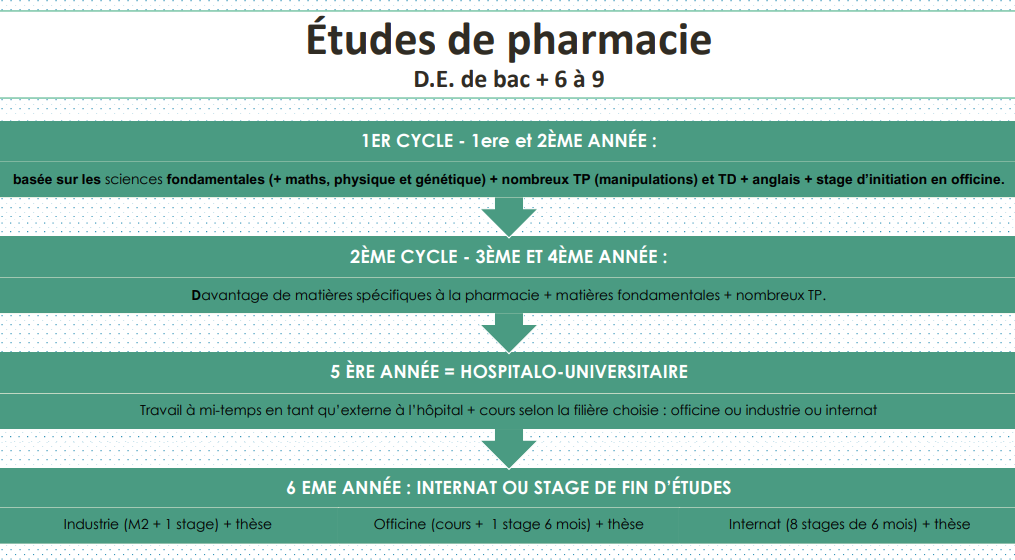 Études de pharmacie
D.E. de bac + 6 à 9
1ER CYCLE - 1ere et 2ÈME ANNÉE :
basée sur les sciences fondamentales (+ maths, physique et génétique) + nombreux TP (manipulations) et TD + anglais + stage d'initiation en officine.
2ÈME CYCLE - 3ÈME ET 4ÈME ANNÉE :
Davantage de matières spécifiques à la pharmacie + matières fondamentales + nombreux TP.
5 ÈRE ANNÉE = HOSPITALO-UNIVERSITAIRE
Travail à mi-temps en tant qu'externe à l'hôpital + cours selon la filière choisie : officine ou industrie ou internat
6 EME ANNÉE : INTERNAT OU STAGE DE FIN D'ÉTUDES
Industrie (M2 + 1 stage) + thèse
Officine (cours + 1 stage 6 mois) + thèse
Internat (8 stages de 6 mois) + thèse